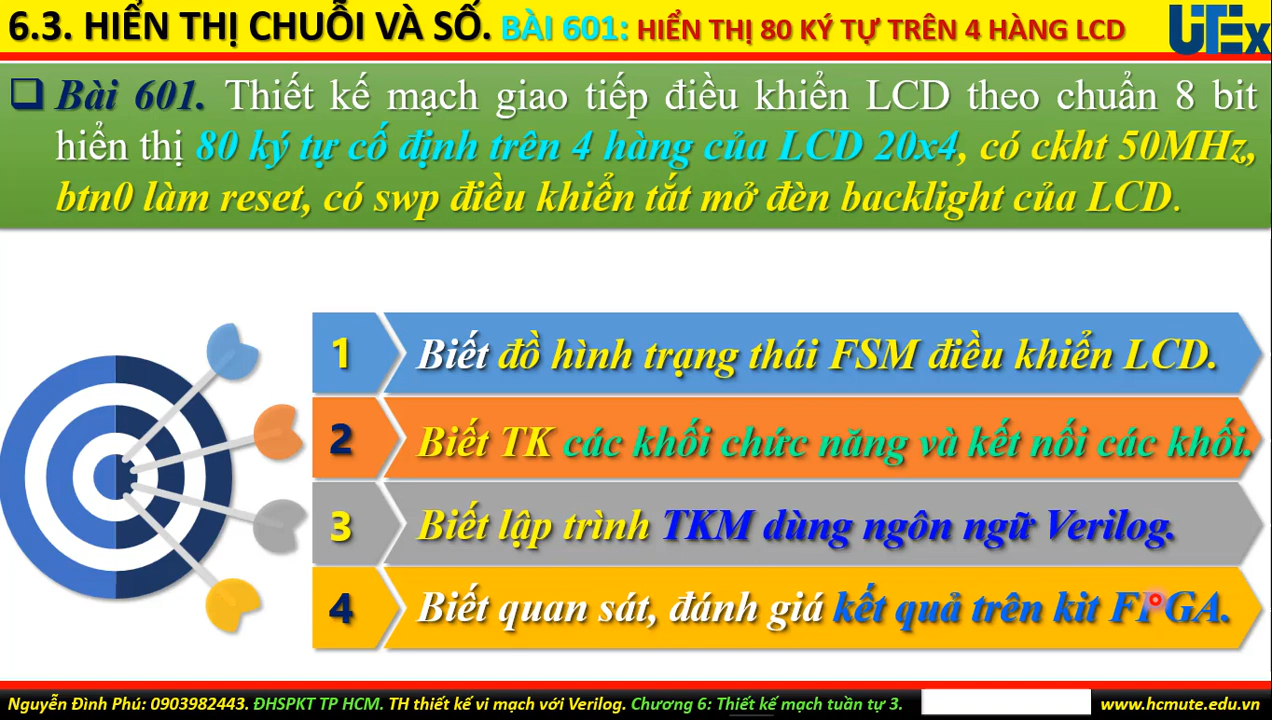 6.3. HIỂN THỊ CHUỖI VÀ SỐ. BÀI 601: HIỂN THỊ 80 KÝ TỰ TRÊN 4 HÀNG LCD
UTEx
Bài 601. Thiết kế mạch giao tiếp điều khiển LCD theo chuẩn 8 bit
hiển thị 80 ký tự cố định trên 4 hàng của LCD 20x4, có ckht 50MHz,
btn0 làm reset, có swp điều khiển tắt mở đèn backlight của LCD.
1 Biết đồ hình trạng thái FSM điều khiển LCD.
2 Biết TK các khối chức năng và kết nối các khối.
3 Biết lập trình TKM dùng ngôn ngữ Verilog.
4 Biết quan sát, đánh giá kết quả trên kit FPGA.
Nguyễn Đình Phú: 0903982443. ĐHSPKT TP HCM. TH thiết kế vi mạch với Verilog. Chương 6: Thiết kế mạch tuần tự 3. www.hcmute.edu.vn